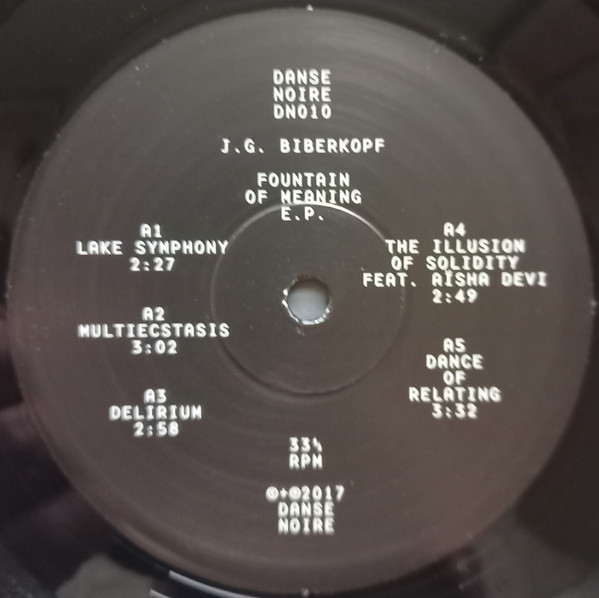 DANSE
NOIRE
DN010
J.G. BIBERKOPF
FOUNTAIN
OF MEANING
E.P.
A1
LAKE SYMPHONY
2:27
A2
MULTIECSTASIS
3:02
A3
DELIRIUM
2:58
A4
THE ILLUSION
OF SOLIDITY
FEAT. AÏSHA DEVI
2:49
A5
DANCE
OF
RELATING
3:32
33⅓
RPM
℗+©2017
DANSE
NOIRE